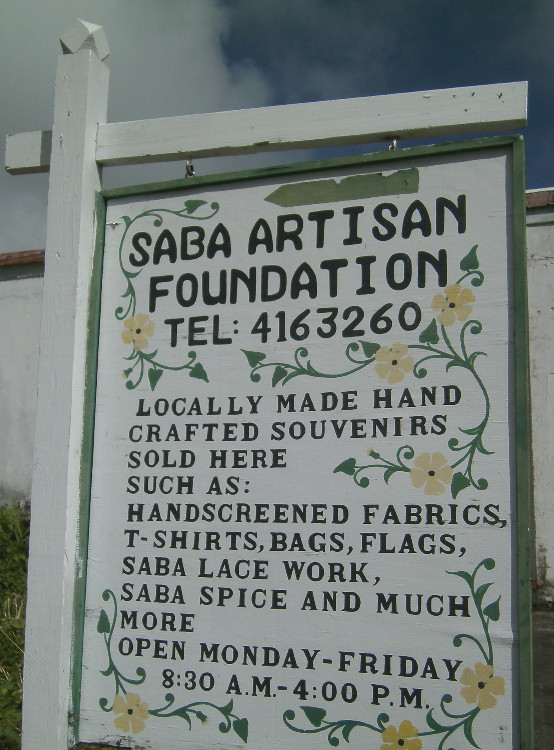 SABA ARTISAN
FOUNDATION
TEL: 4163260
LOCALLY MADE HAND
CRAFTED SOUVENIRS
SOLD HERE
SUCH AS:
HANDSCREENED FABRICS,
T-SHIRTS, BAGS, FLAGS,
SABA LACE WORK,
SABA SPICE AND MUCH
MORE
OPEN MONDAY-FRIDAY
8:30 A.M.-4:00 P.M.